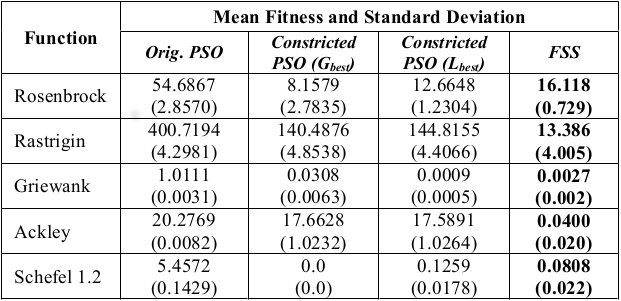 Function Mean Fitness and Standard Deviation
Orig. PSO Constricted PSO (Gbest) Constricted PSO (Lbest) FSS
Rosenbrock 54.6867 8.1579 12.6648 16.118
(2.8570) (2.7835) (1.2304) (0.729)
Rastrigin 400.7194 140.4876 144.8155 13.386
(4.2981) (4.8538) (4.4066) (4.005)
Griewank 1.0111 0.0308 0.0009 0.0027
(0.0031) (0.0063) (0.0005) (0.002)
Ackley 20.2769 17.6628 17.5891 0.0400
(0.0082) (1.0232) (1.0264) (0.020)
Schefel 1.2 5.4572 0.0 0.1259 0.0808
(0.1429) (0.0) (0.0178) (0.022)